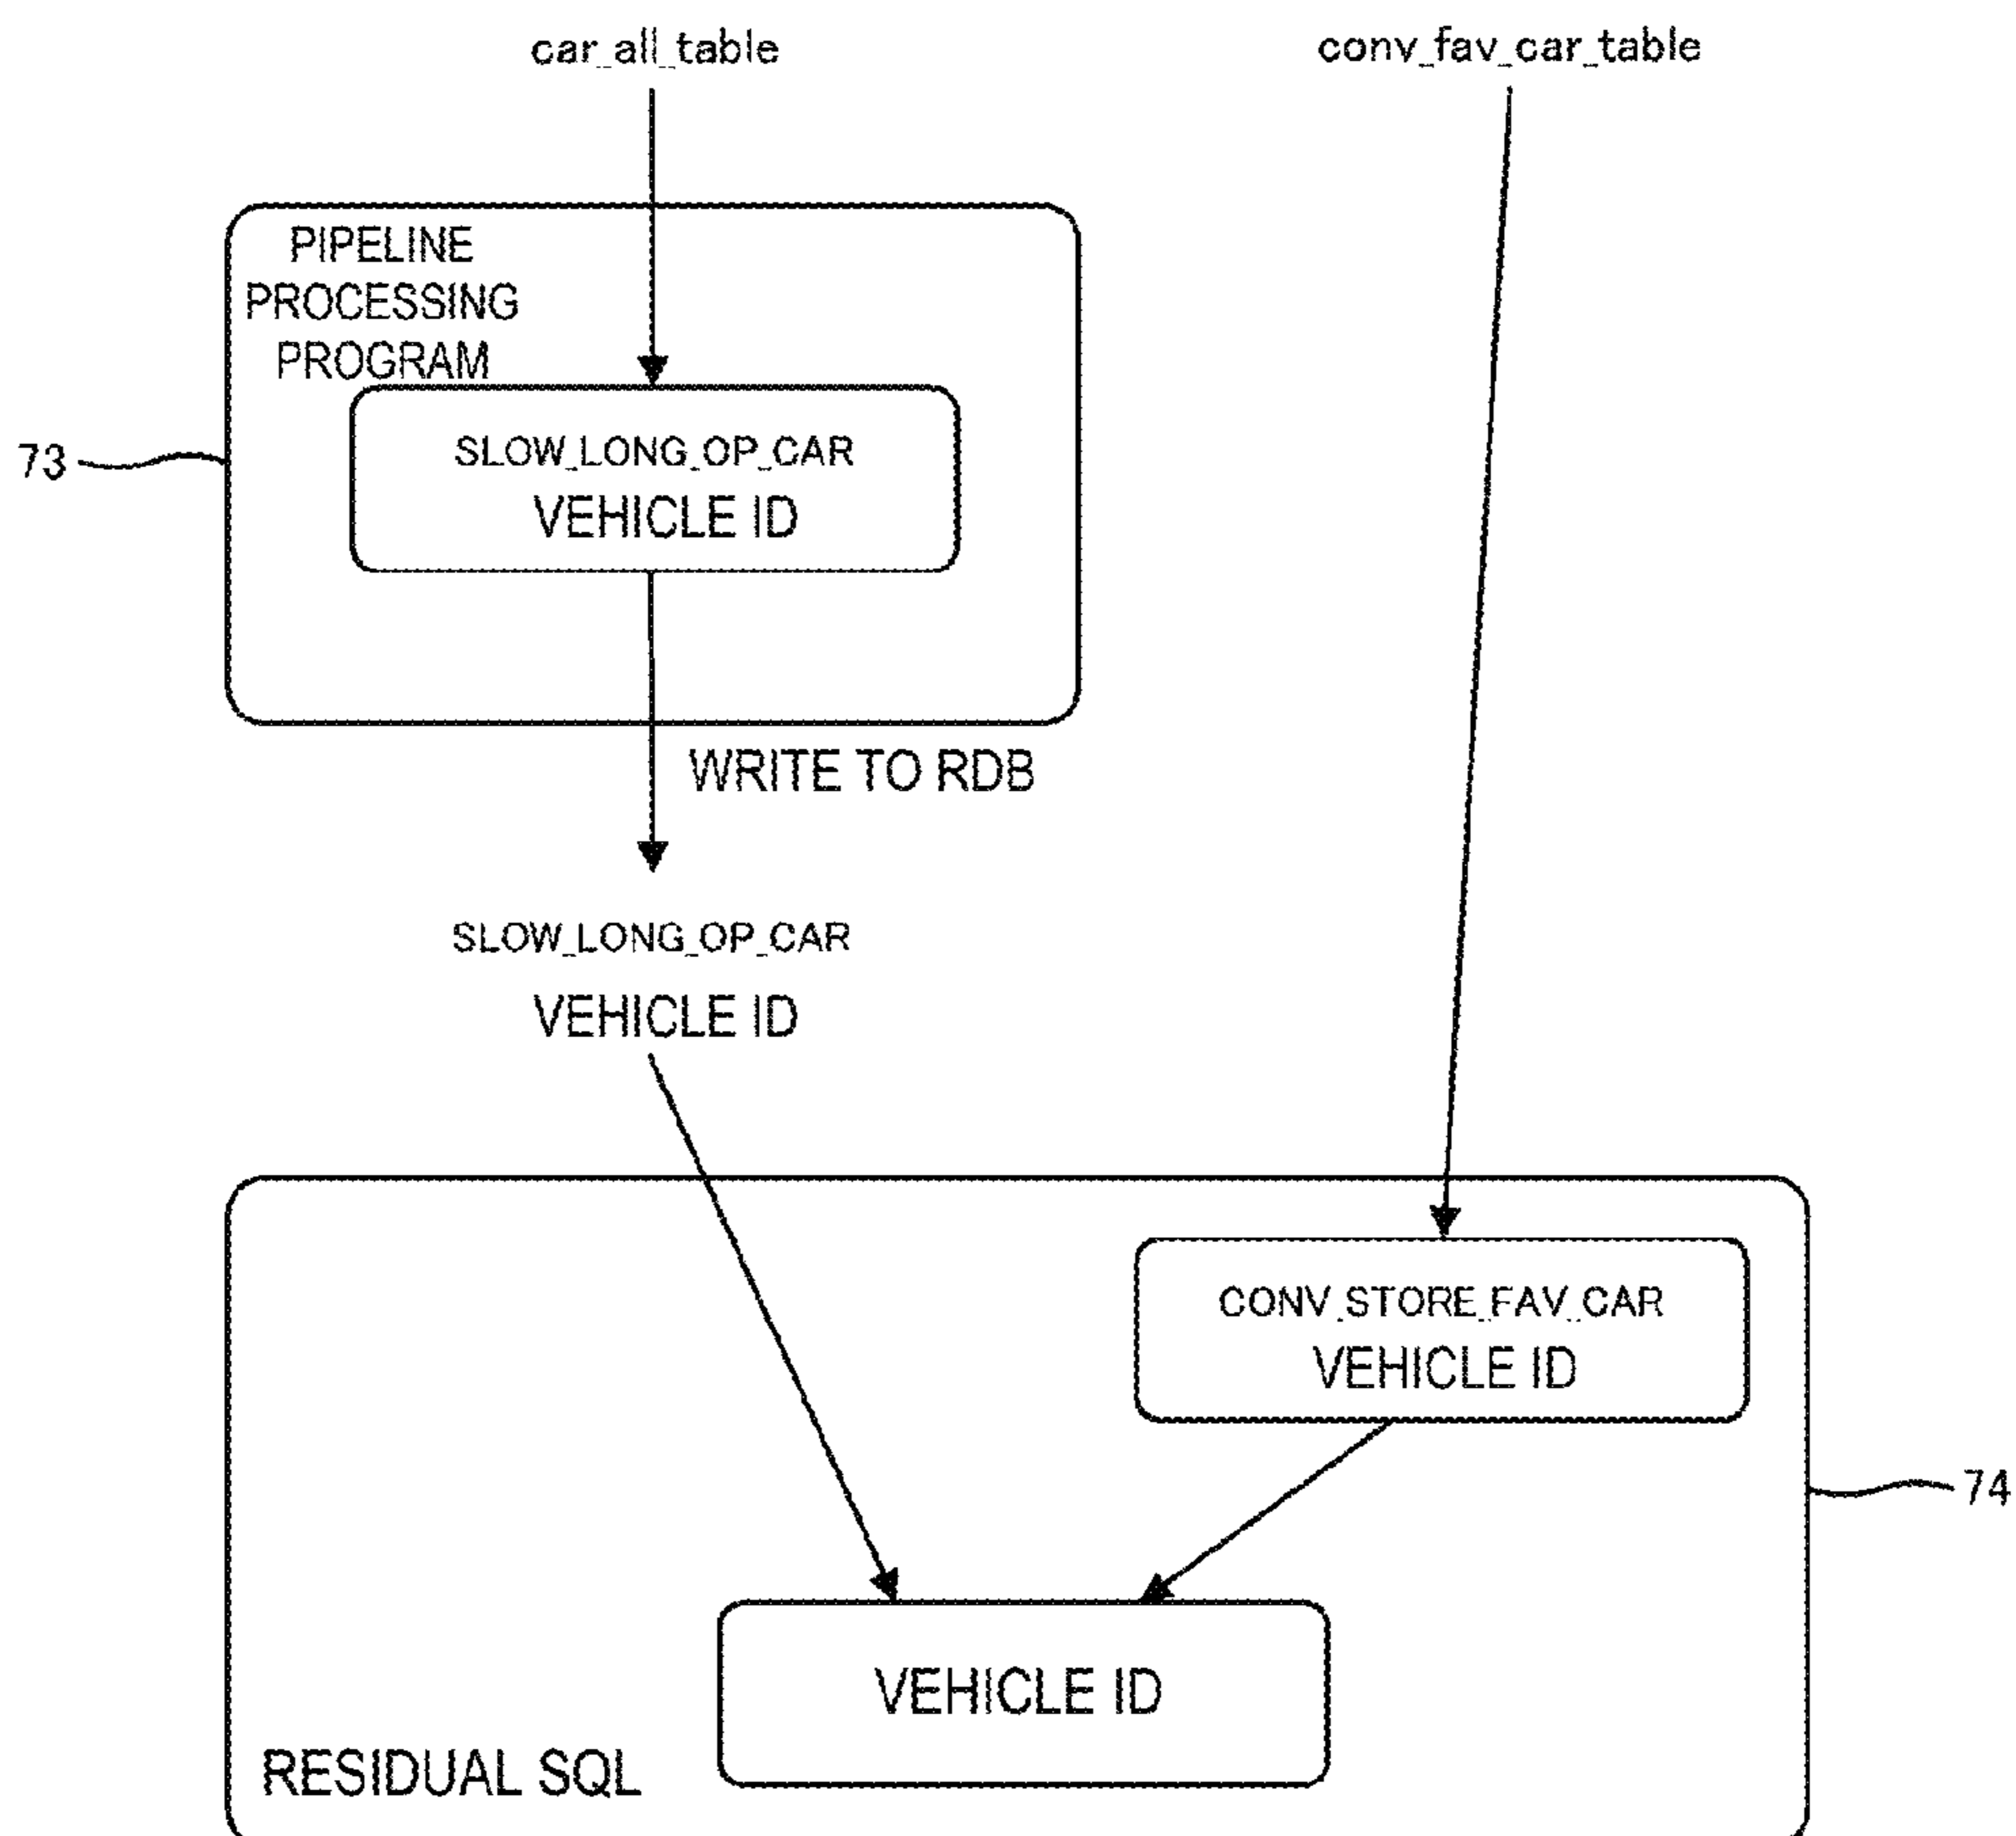 car_all_table
conv_fav_car_table
PIPELINE
PROCESSING
PROGRAM
SLOW_LONG_OP_CAR
VEHICLE ID
73
WRITE TO RDB
SLOW_LONG_OP_CAR
VEHICLE ID
CONV_STORE_FAV_CAR
VEHICLE ID
74
VEHICLE ID
RESIDUAL SQL